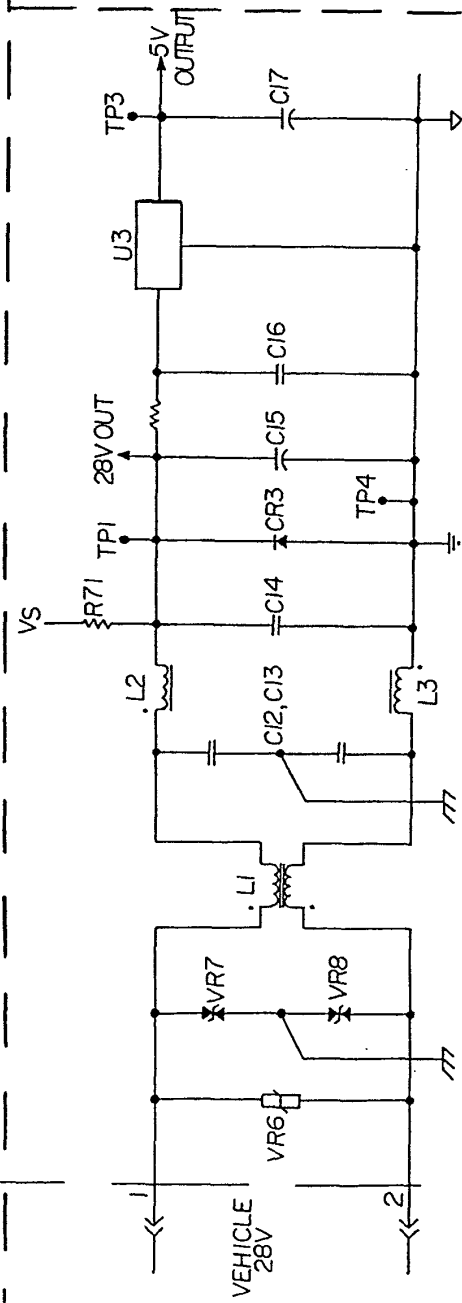 VEHICLE
28V
1
2
VR6
VR7
VR8
L1
C12, C13
L2
L3
VS
R71
C14
TP1
CR3
TP4
28V OUT
C15
C16
U3
TP3
5V
OUTPUT
C17